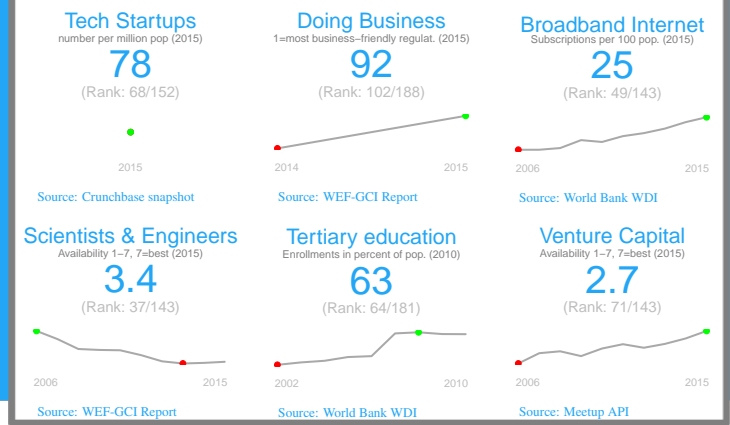 Tech Startups
number per million pop (2015)
78
(Rank: 68/152)
2015
Source: Crunchbase snapshot
Doing Business
1=most business−friendly regulat. (2015)
92
(Rank: 102/188)
2014 2015
Source: WEF-GCI Report
Broadband Internet
Subscriptions per 100 pop. (2015)
25
(Rank: 49/143)
2006 2015
Source: World Bank WDI
Scientists & Engineers
Availability 1−7, 7=best (2015)
3.4
(Rank: 37/143)
2006 2015
Source: WEF-GCI Report
Tertiary education
Enrollments in percent of pop. (2010)
63
(Rank: 64/181)
2002 2010
Source: World Bank WDI
Venture Capital
Availability 1−7, 7=best (2015)
2.7
(Rank: 71/143)
2006 2015
Source: Meetup API